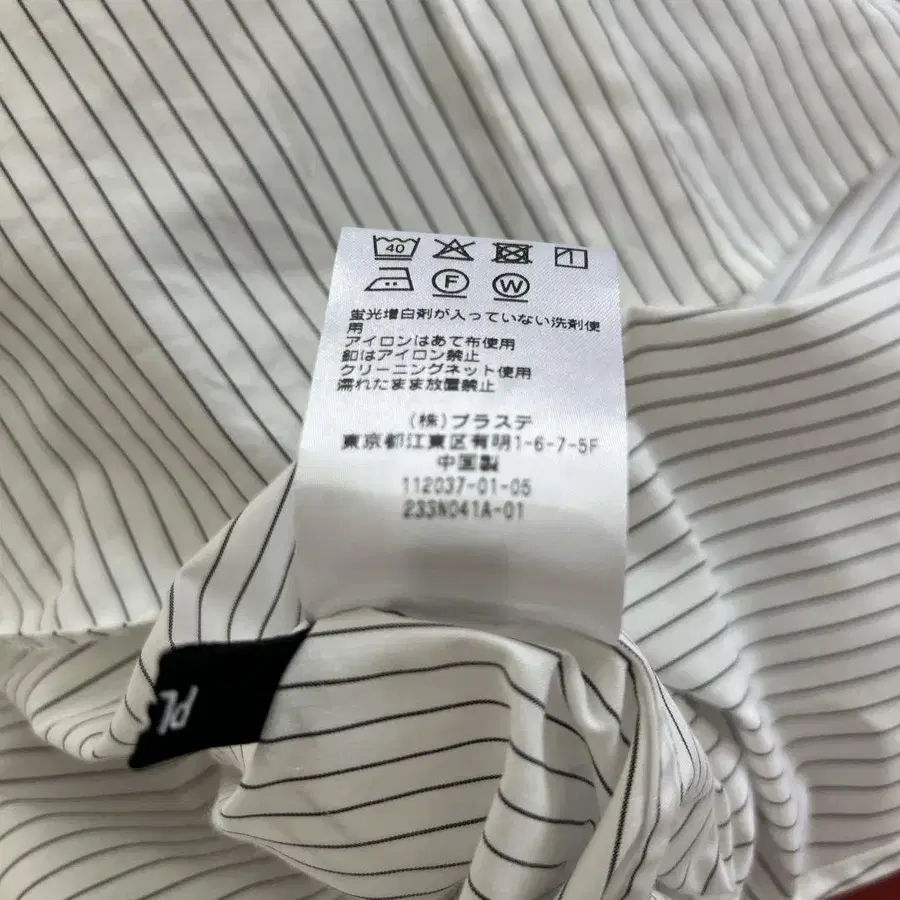 40
F W
蛍光増白剤が入っていない洗剤使
用
アイロンはあて布使用
釦はアイロン禁止
クリーニングネット使用
濡れたまま放置禁止
(株)プラステ
東京都江東区有明1-6-7-5F
中国製
112037-01-05
233N041A-01
PLS